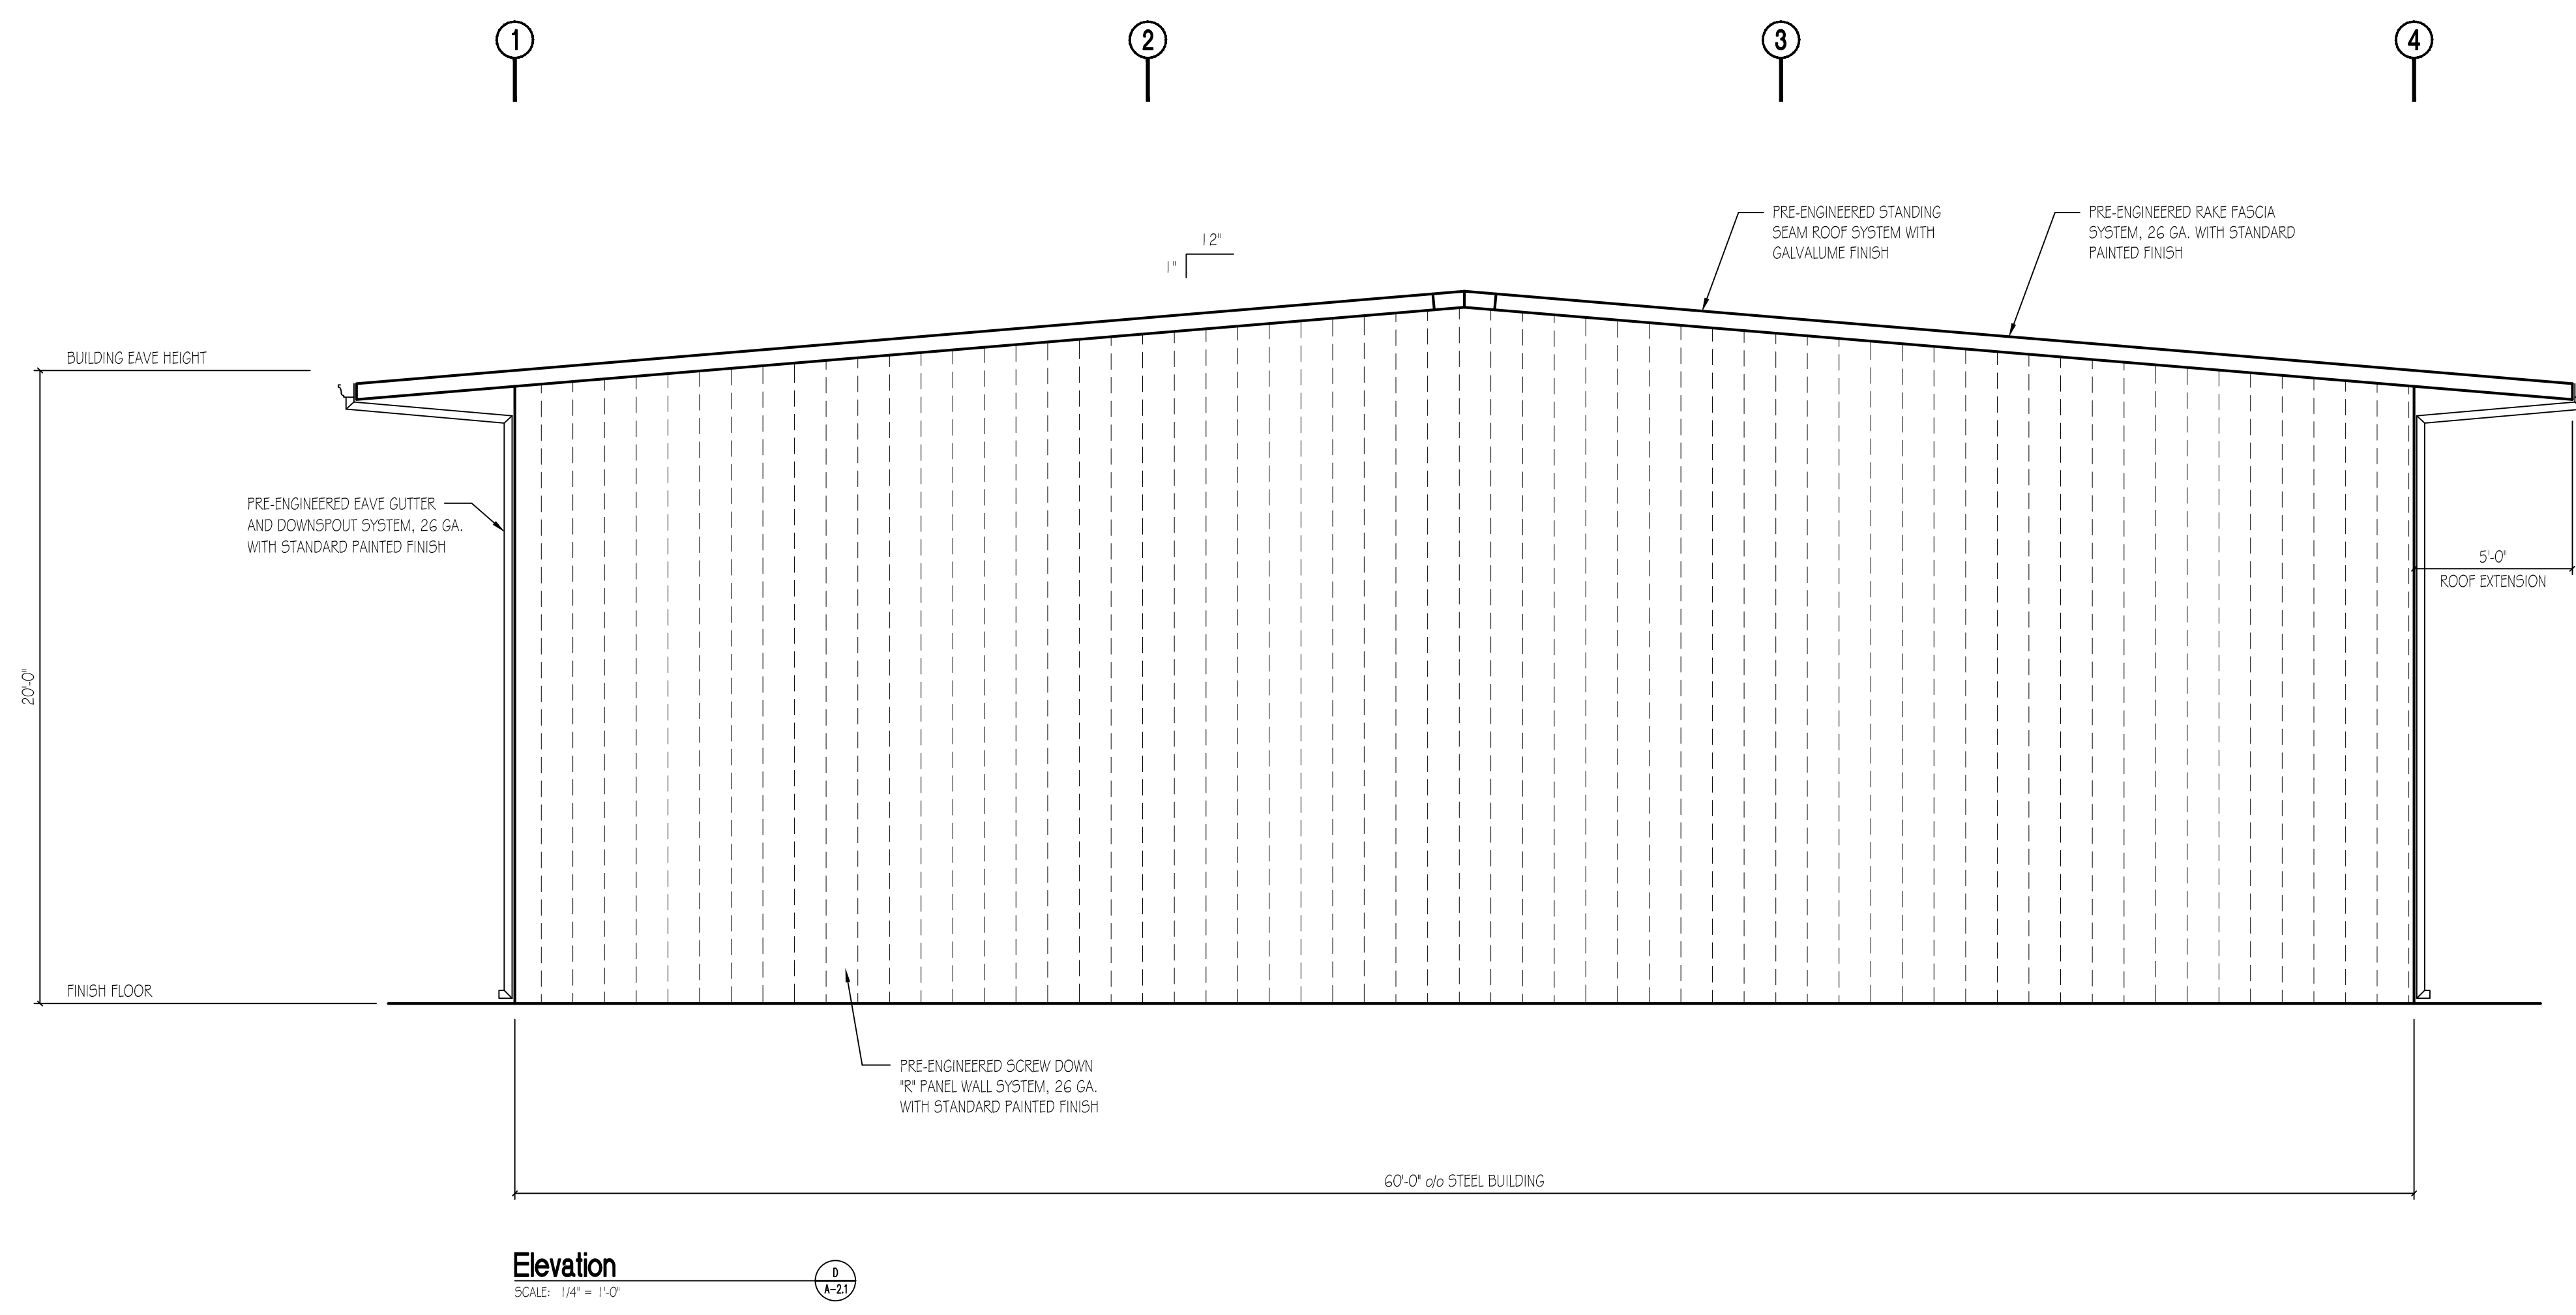 1
2
3
4
PRE-ENGINEERED STANDING
SEAM ROOF SYSTEM WITH
GALVALUME FINISH
PRE-ENGINEERED RAKE FASCIA
SYSTEM, 26 GA. WITH STANDARD
PAINTED FINISH
12"
1"
BUILDING EAVE HEIGHT
PRE-ENGINEERED EAVE GUTTER
AND DOWNSPOUT SYSTEM, 26 GA.
WITH STANDARD PAINTED FINISH
5'-0"
ROOF EXTENSION
20'-0"
FINISH FLOOR
PRE-ENGINEERED SCREW DOWN
"R" PANEL WALL SYSTEM, 26 GA.
WITH STANDARD PAINTED FINISH
60'-0" o/o STEEL BUILDING
Elevation
SCALE: 1/4" = 1'-0"
D
A-2.1